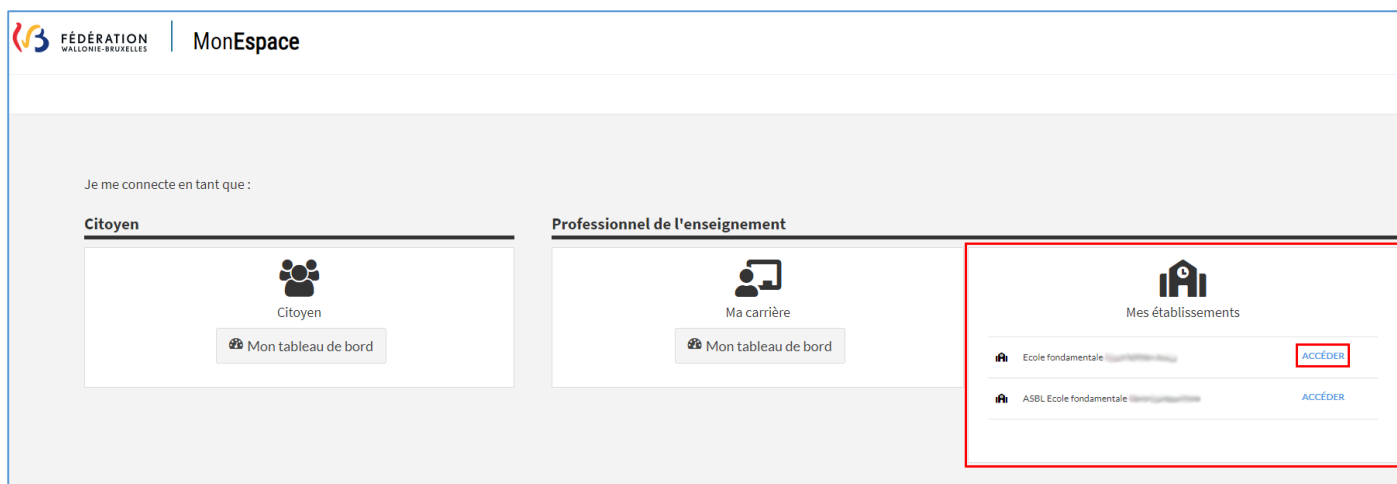 FÉDÉRATION
WALLONIE-BRUXELLES
MonEspace
Je me connecte en tant que :
Citoyen
Professionnel de l'enseignement
Citoyen
Mon tableau de bord
Ma carrière
Mon tableau de bord
Mes établissements
Ecole fondamentale
ACCÉDER
ASBL Ecole fondamentale
ACCÉDER